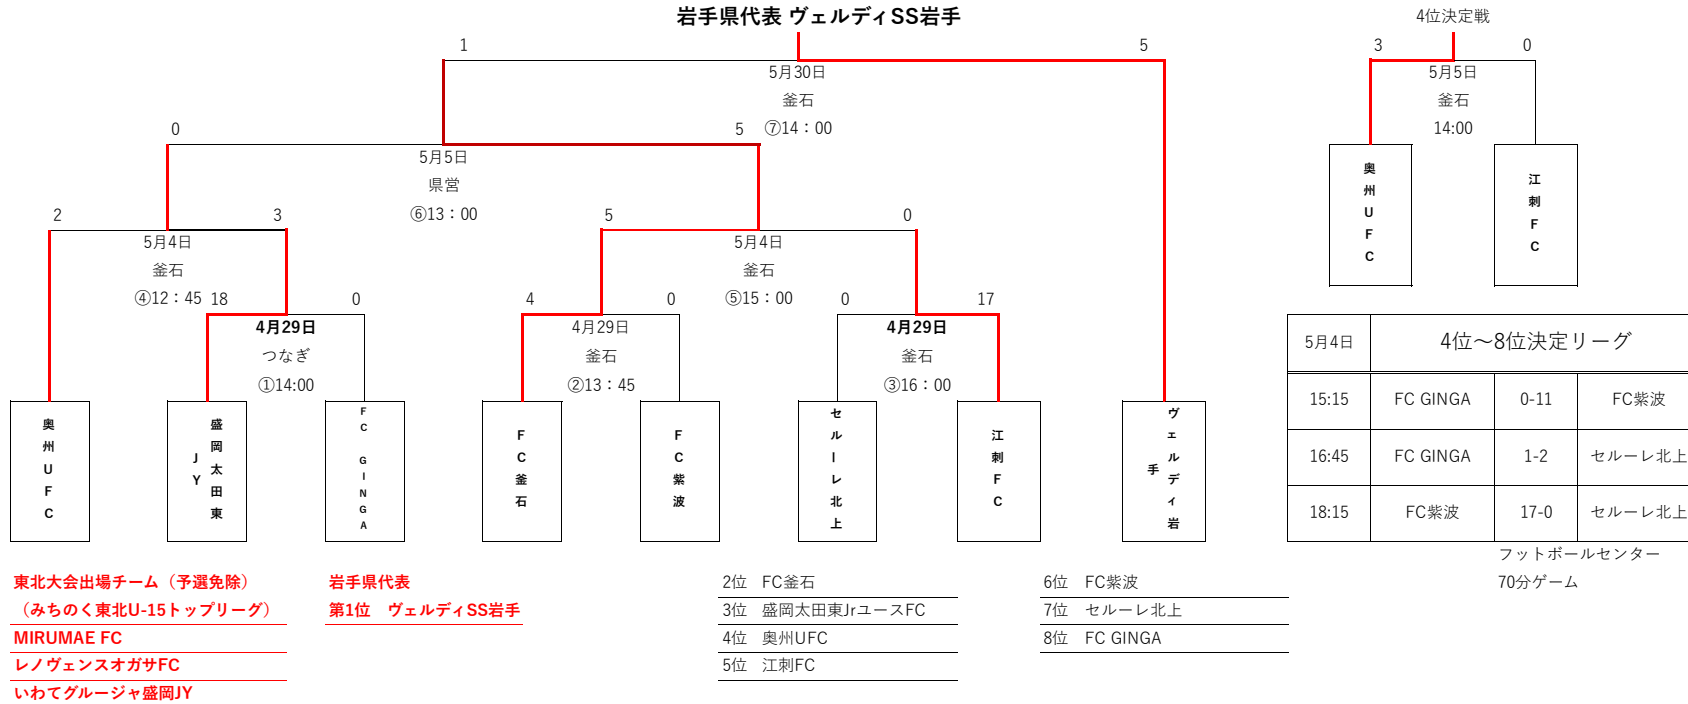 岩手県代表 ヴェルディSS岩手
4位決定戦
1
5
3
0
5月30日
釜石
⑦14：00
5月5日
釜石
14:00
0
5
5月5日
県営
⑥13：00
奥州UFC
江刺FC
2
3
5
0
5月4日
釜石
④12：45
5月4日
釜石
⑤15：00
18
0
4
0
0
17
4月29日
つなぎ
①14:00
4月29日
釜石
②13：45
4月29日
釜石
③16：00
奥州UFC
盛岡太田東JY
FC GINGA
FC釜石
FC紫波
セルーレ北上
江刺FC
ヴェルディ岩手
5月4日 4位～8位決定リーグ
15:15 FC GINGA 0-11 FC紫波
16:45 FC GINGA 1-2 セルーレ北上
18:15 FC紫波 17-0 セルーレ北上
フットボールセンター
70分ゲーム
東北大会出場チーム（予選免除）
（みちのく東北U-15トップリーグ）
MIRUMAE FC
レノヴェンスオガサFC
いわてグルージャ盛岡JY
岩手県代表
第1位 ヴェルディSS岩手
2位 FC釜石
3位 盛岡太田東JrユースFC
4位 奥州UFC
5位 江刺FC
6位 FC紫波
7位 セルーレ北上
8位 FC GINGA